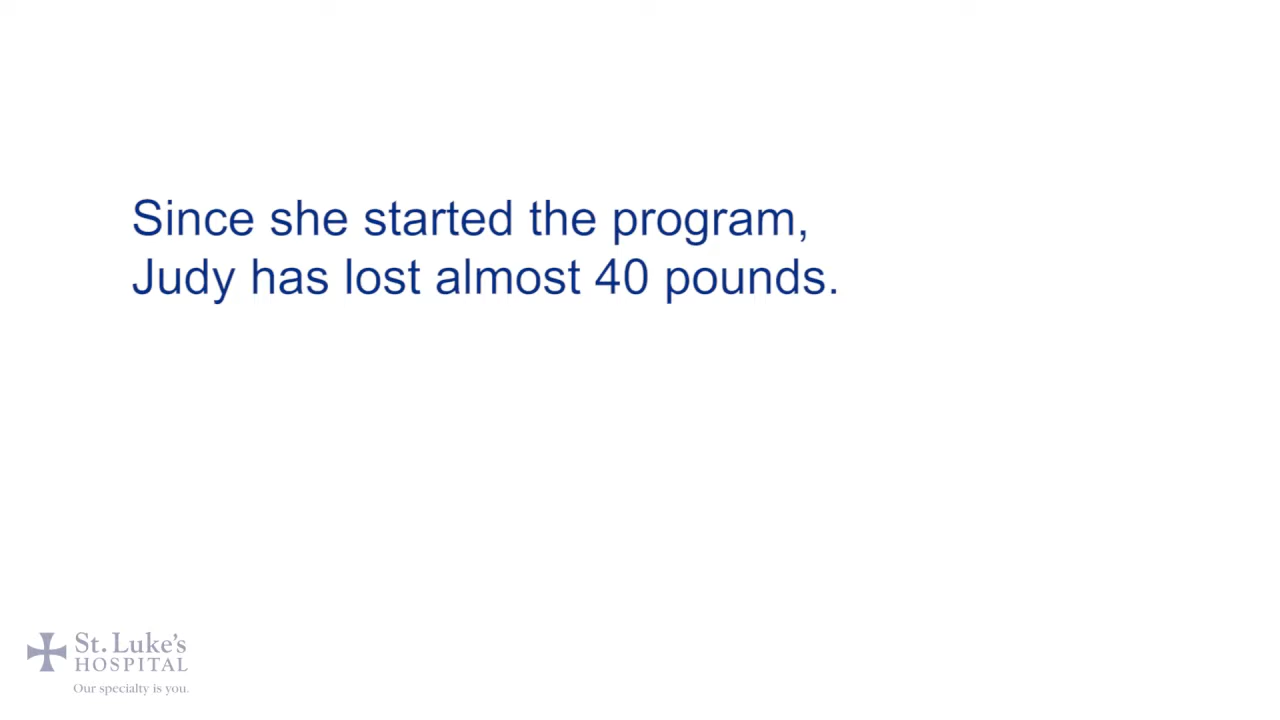 Since she started the program,
Judy has lost almost 40 pounds.
St. Luke's
HOSPITAL
Our specialty is you.